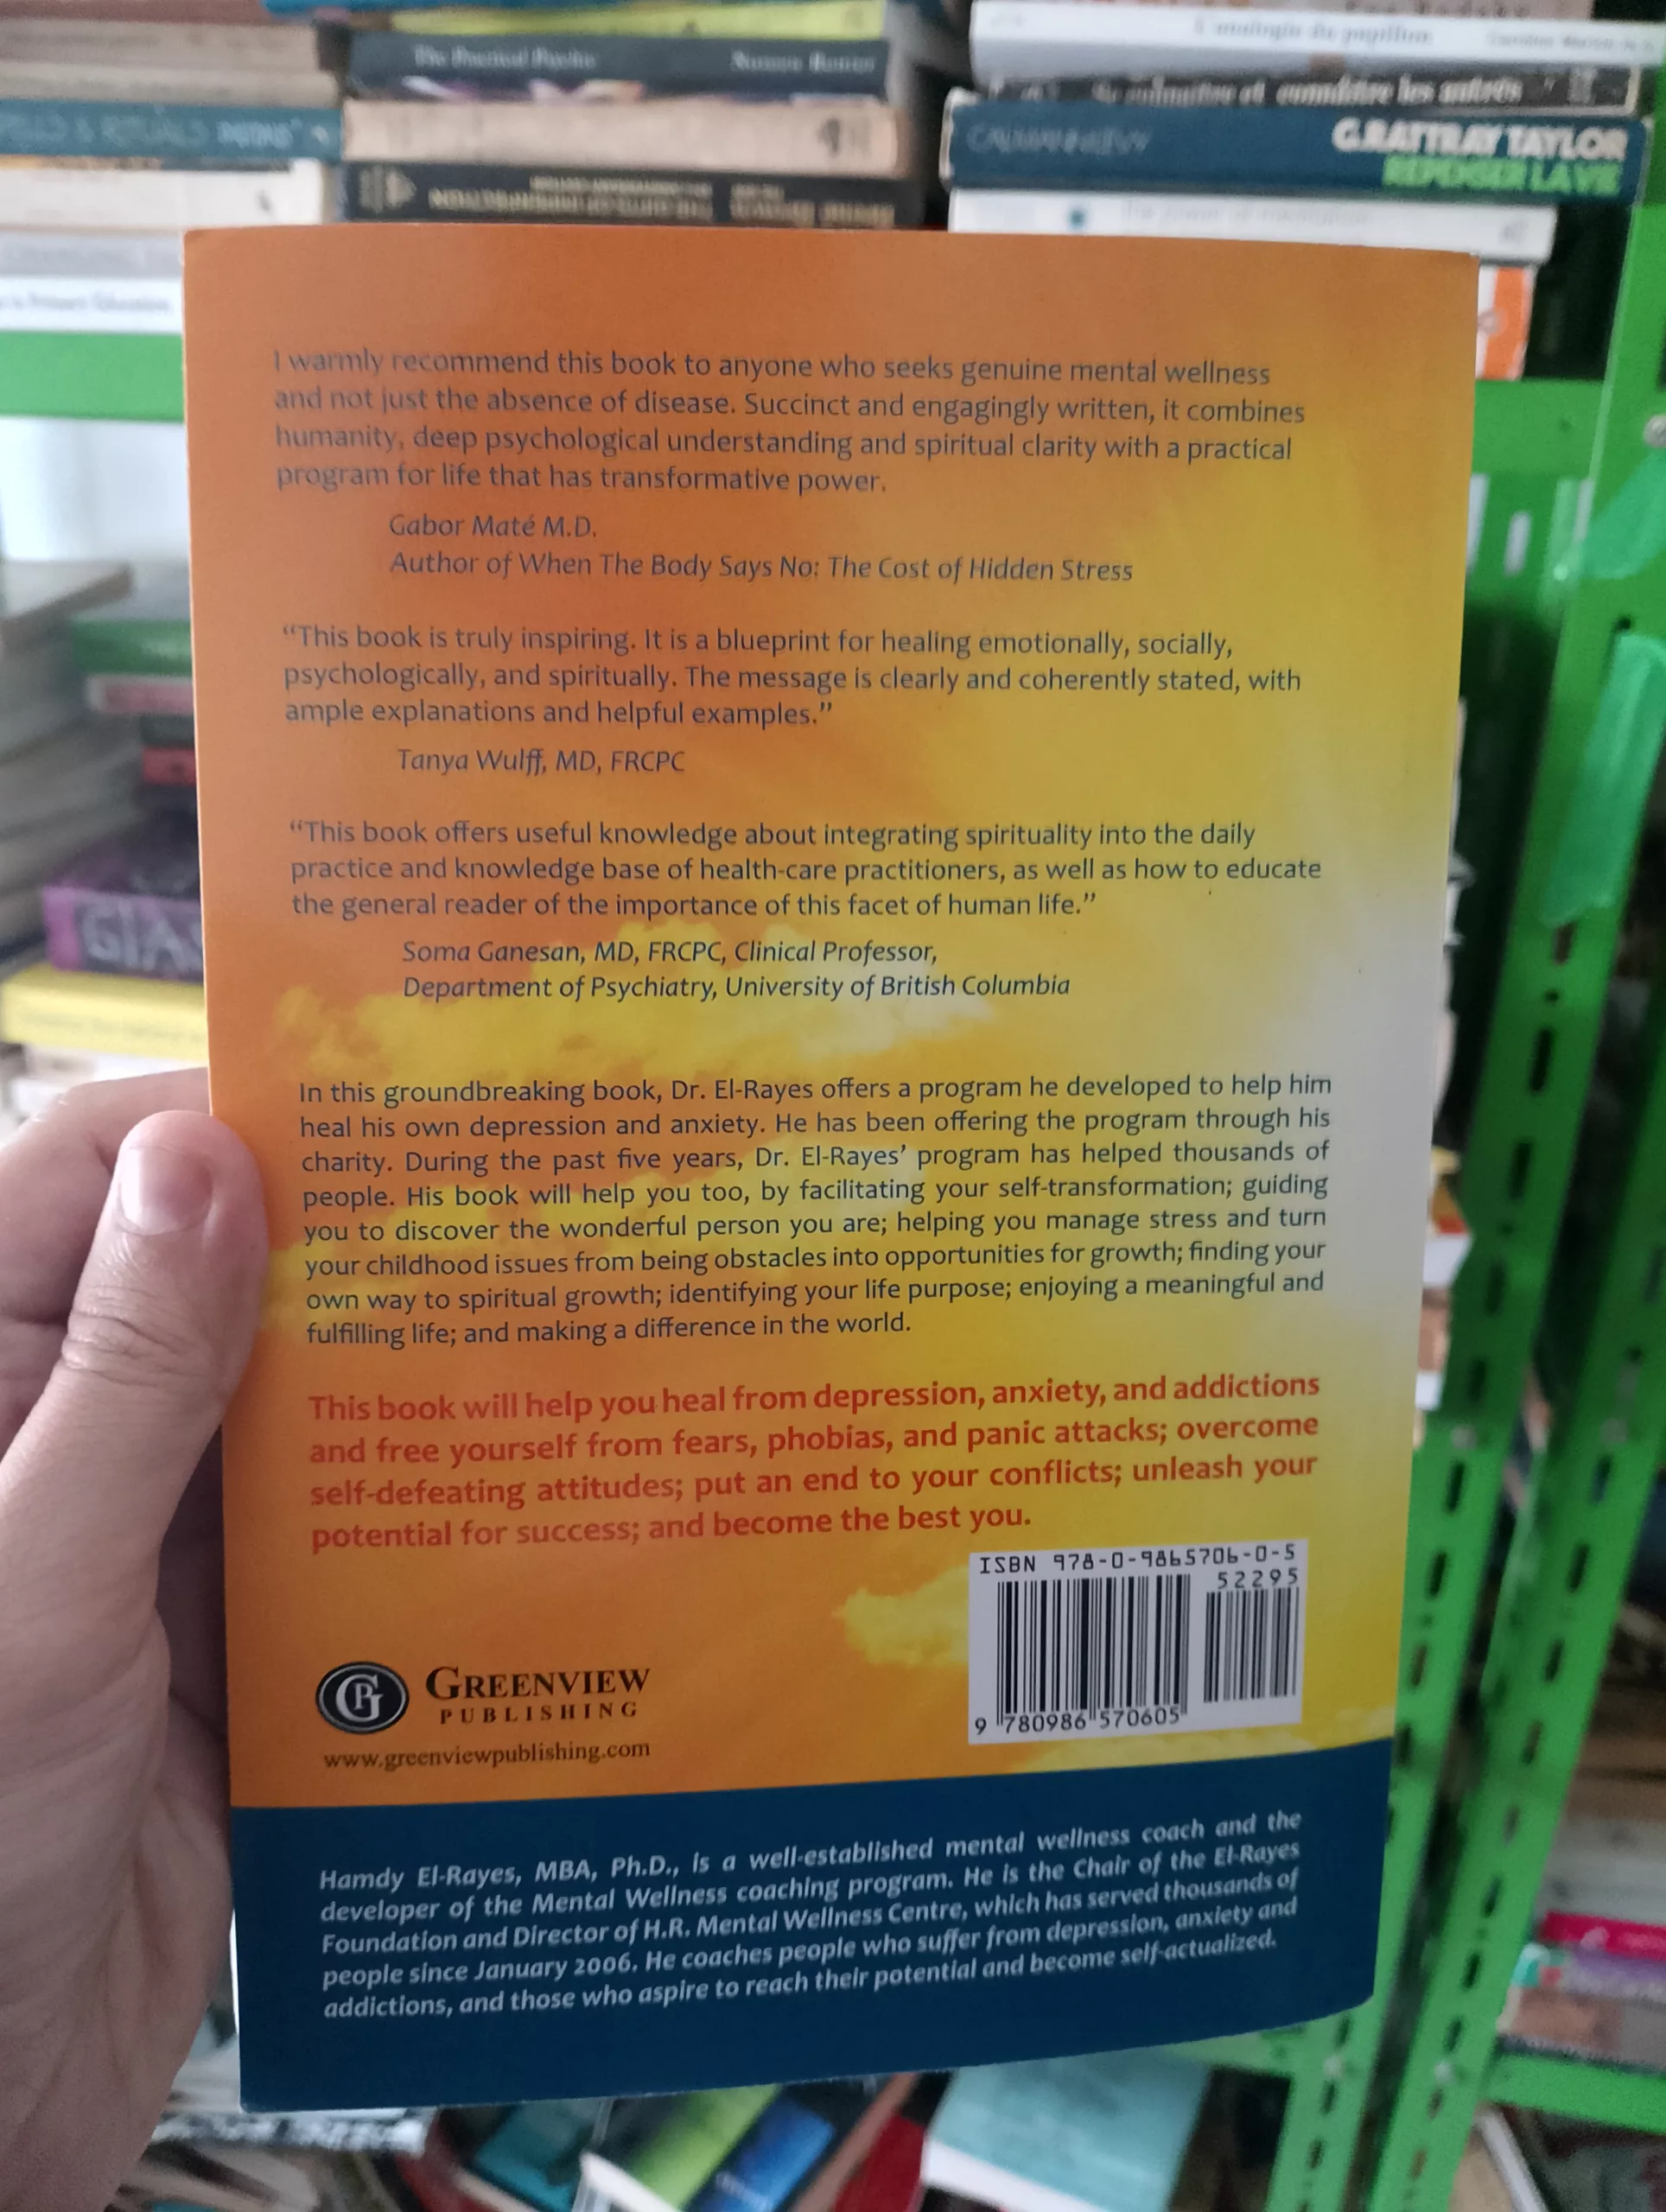 The Practical Psychic
CALMANN-LÉVY
G.RATTRAY TAYLOR
REPENSER LA VIE
Se connaître et connaître les autres
I warmly recommend this book to anyone who seeks genuine mental wellness
and not just the absence of disease. Succinct and engagingly written, it combines
humanity, deep psychological understanding and spiritual clarity with a practical
program for life that has transformative power.
Gabor Maté M.D.
Author of When The Body Says No: The Cost of Hidden Stress
“This book is truly inspiring. It is a blueprint for healing emotionally, socially,
psychologically, and spiritually. The message is clearly and coherently stated, with
ample explanations and helpful examples.”
Tanya Wulff, MD, FRCPC
“This book offers useful knowledge about integrating spirituality into the daily
practice and knowledge base of health-care practitioners, as well as how to educate
the general reader of the importance of this facet of human life.”
Soma Ganesan, MD, FRCPC, Clinical Professor,
Department of Psychiatry, University of British Columbia
In this groundbreaking book, Dr. El-Rayes offers a program he developed to help him
heal his own depression and anxiety. He has been offering the program through his
charity. During the past five years, Dr. El-Rayes’ program has helped thousands of
people. His book will help you too, by facilitating your self-transformation; guiding
you to discover the wonderful person you are; helping you manage stress and turn
your childhood issues from being obstacles into opportunities for growth; finding your
own way to spiritual growth; identifying your life purpose; enjoying a meaningful and
fulfilling life; and making a difference in the world.
This book will help you heal from depression, anxiety, and addictions
and free yourself from fears, phobias, and panic attacks; overcome
self-defeating attitudes; put an end to your conflicts; unleash your
potential for success; and become the best you.
ISBN 978-0-9865706-0-5
52295
9 780986 570605
GREENVIEW
PUBLISHING
www.greenviewpublishing.com
Hamdy El-Rayes, MBA, Ph.D., is a well-established mental wellness coach and the
developer of the Mental Wellness coaching program. He is the Chair of the El-Rayes
Foundation and Director of H.R. Mental Wellness Centre, which has served thousands of
people since January 2006. He coaches people who suffer from depression, anxiety and
addictions, and those who aspire to reach their potential and become self-actualized.